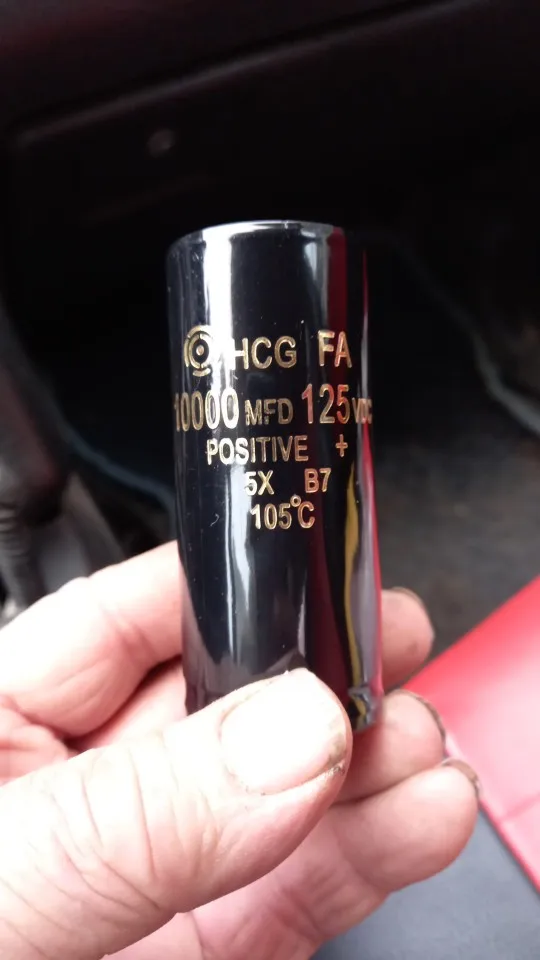 HCG FA
10000 MFD 125 VDC
POSITIVE +
5X B7
105°C